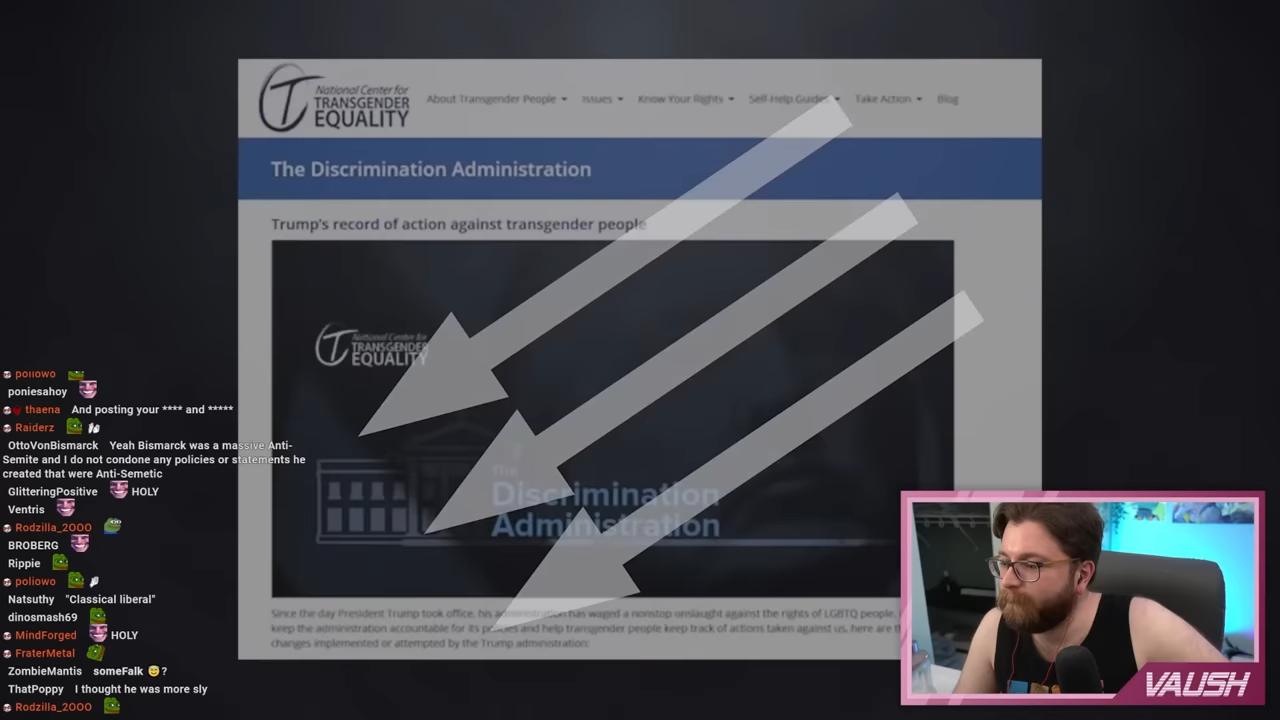 National Center for
TRANSGENDER
EQUALITY
About Transgender People
Issues
Know Your Rights
Self-Help Guides
Take Action
Blog
The Discrimination Administration
Trump's record of action against transgender people
National Center for
TRANSGENDER
EQUALITY
The
Discrimination
Administration
Since the day President Trump took office, his administration has waged a nonstop onslaught against the rights of LGBTQ people.
keep the administration accountable for its policies and help transgender people keep track of actions taken against us, here are
changes implemented or attempted by the Trump administration:
poliowo
poniesahoy
thaena And posting your **** and *****
Raiderz
OttoVonBismarck Yeah Bismarck was a massive Anti-
Semite and I do not condone any policies or statements he
created that were Anti-Semetic
GlitteringPositive HOLY
Ventris
Rodzilla_2000
BROBERG
Rippie
poliowo
Natsuthy "Classical liberal"
dinosmash69
MindForged HOLY
FraterMetal
ZombieMantis someFalk ?
ThatPoppy I thought he was more sly
Rodzilla_2000
VAUSH